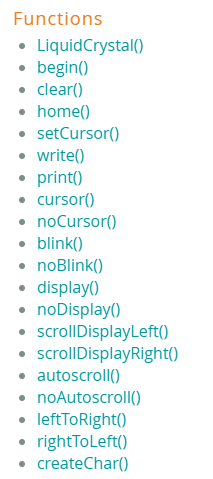 Functions
LiquidCrystal()
begin()
clear()
home()
setCursor()
write()
print()
cursor()
noCursor()
blink()
noBlink()
display()
noDisplay()
scrollDisplayLeft()
scrollDisplayRight()
autoscroll()
noAutoscroll()
leftToRight()
rightToLeft()
createChar()